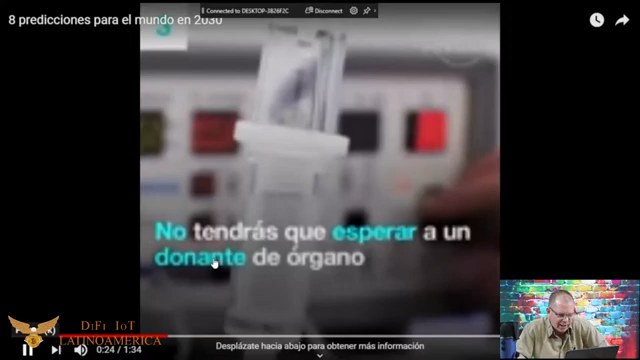 Connected to DESKTOP-3B26F2C
Disconnect
8 predicciones para el mundo en 2030
No tendrás que esperar a un
donante de órgano
DiFi IoT
LATINOAMERICA
0:24 / 1:34
Desplázate hacia abajo para obtener más información